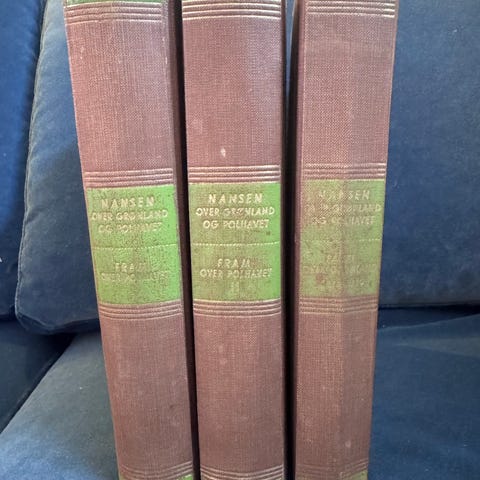 NANSEN
OVER GRØNLAND
OG POLHAVET
FRAM
OVER POLHAVET
NANSEN
OVER GRØNLAND
OG POLHAVET
FRAM
OVER POLHAVET
II
NANSEN
OVER GRØNLAND
OG POLHAVET